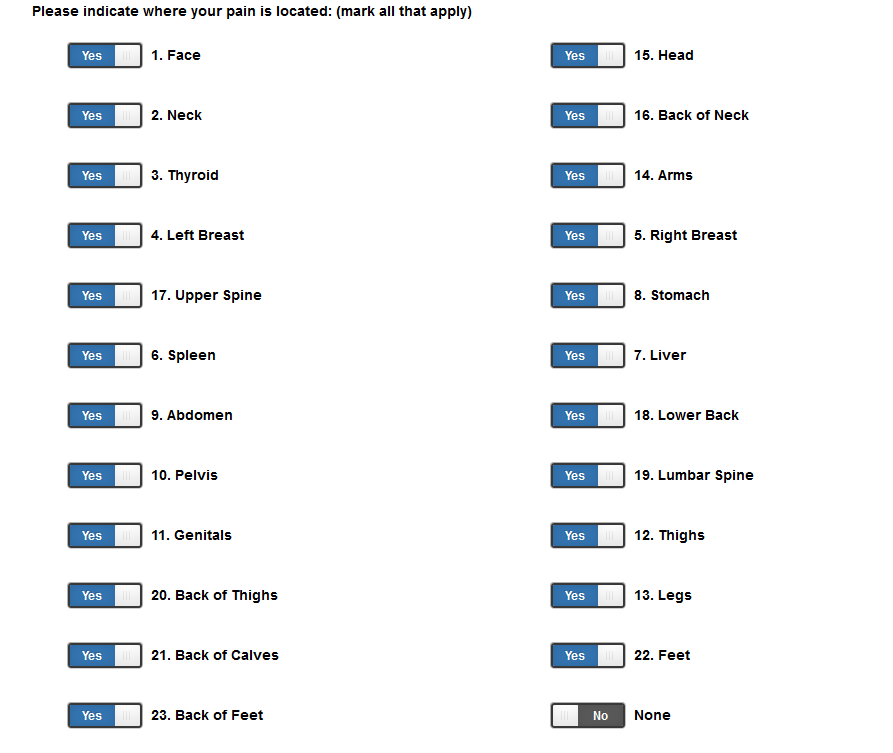 Please indicate where your pain is located: (mark all that apply)
Yes 1. Face Yes 15. Head
Yes 2. Neck Yes 16. Back of Neck
Yes 3. Thyroid Yes 14. Arms
Yes 4. Left Breast Yes 5. Right Breast
Yes 17. Upper Spine Yes 8. Stomach
Yes 6. Spleen Yes 7. Liver
Yes 9. Abdomen Yes 18. Lower Back
Yes 10. Pelvis Yes 19. Lumbar Spine
Yes 11. Genitals Yes 12. Thighs
Yes 20. Back of Thighs Yes 13. Legs
Yes 21. Back of Calves Yes 22. Feet
Yes 23. Back of Feet No None